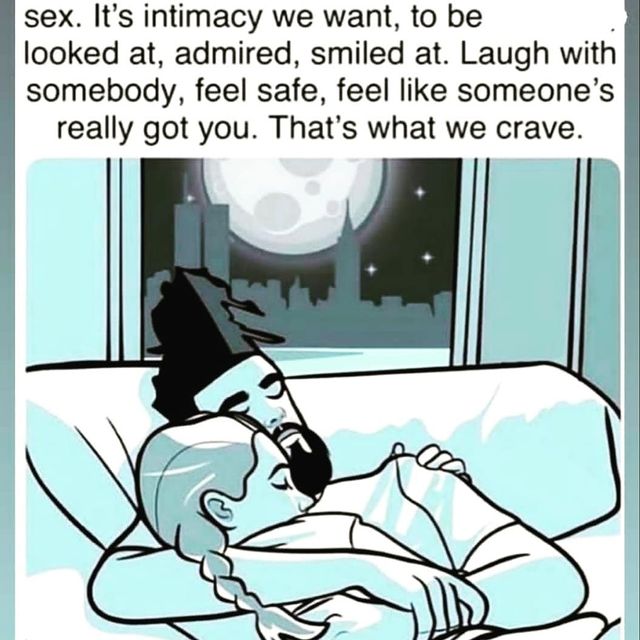 sex. It's intimacy we want, to be
looked at, admired, smiled at. Laugh with
somebody, feel safe, feel like someone's
really got you. That's what we crave.